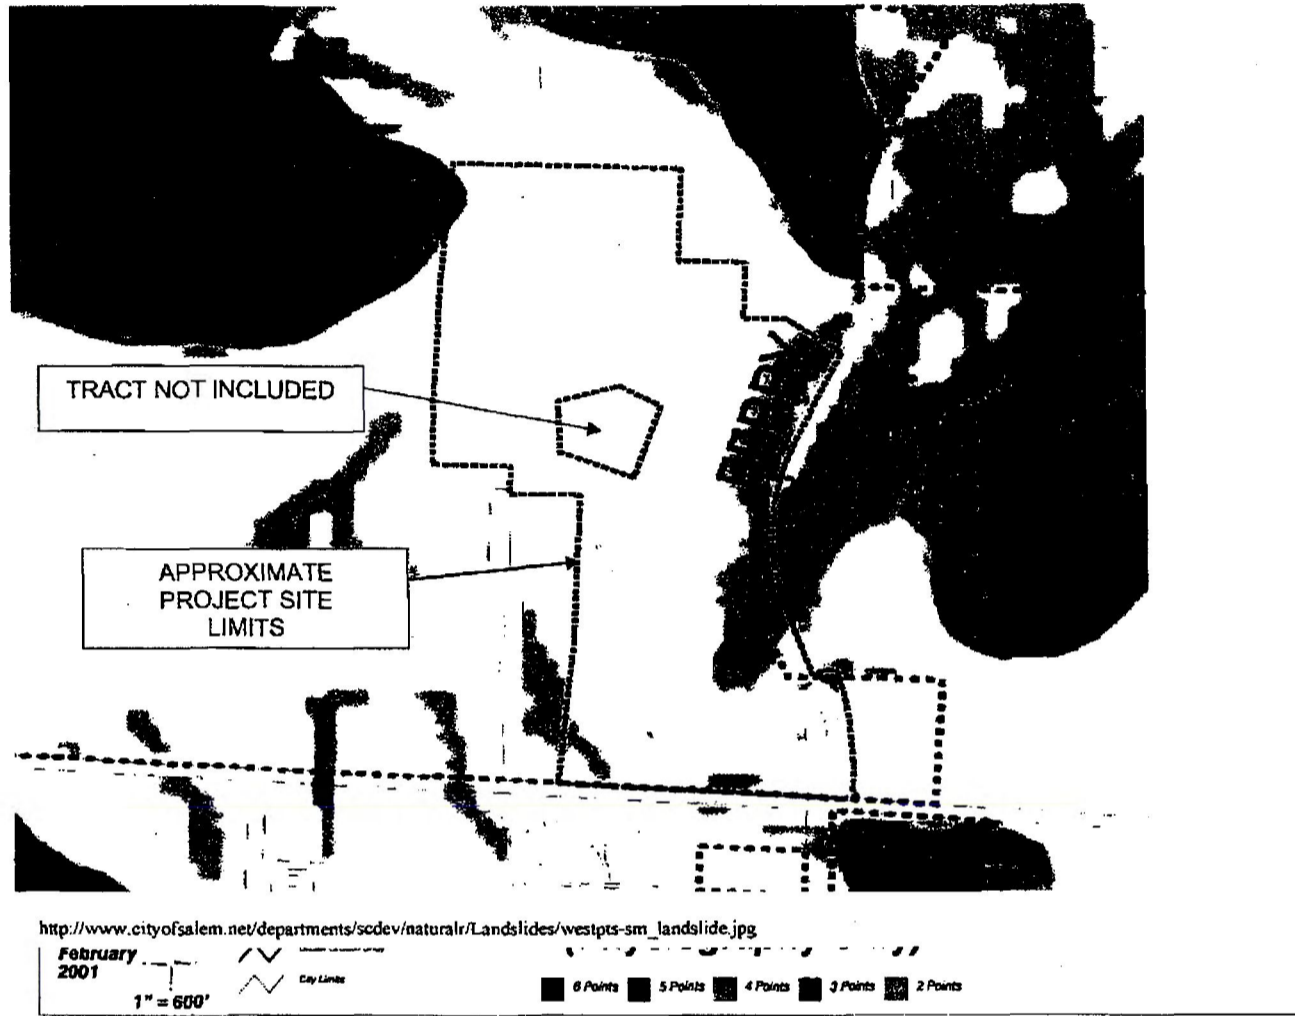 TRACT NOT INCLUDED
APPROXIMATE
PROJECT SITE
LIMITS
http://www.cityofsalem.net/departments/scdev/naturalr/Landslides/westpts-sm_landslide.jpg
February
2001
1" = 600'
City Limits
6 Points 5 Points 4 Points 3 Points 2 Points